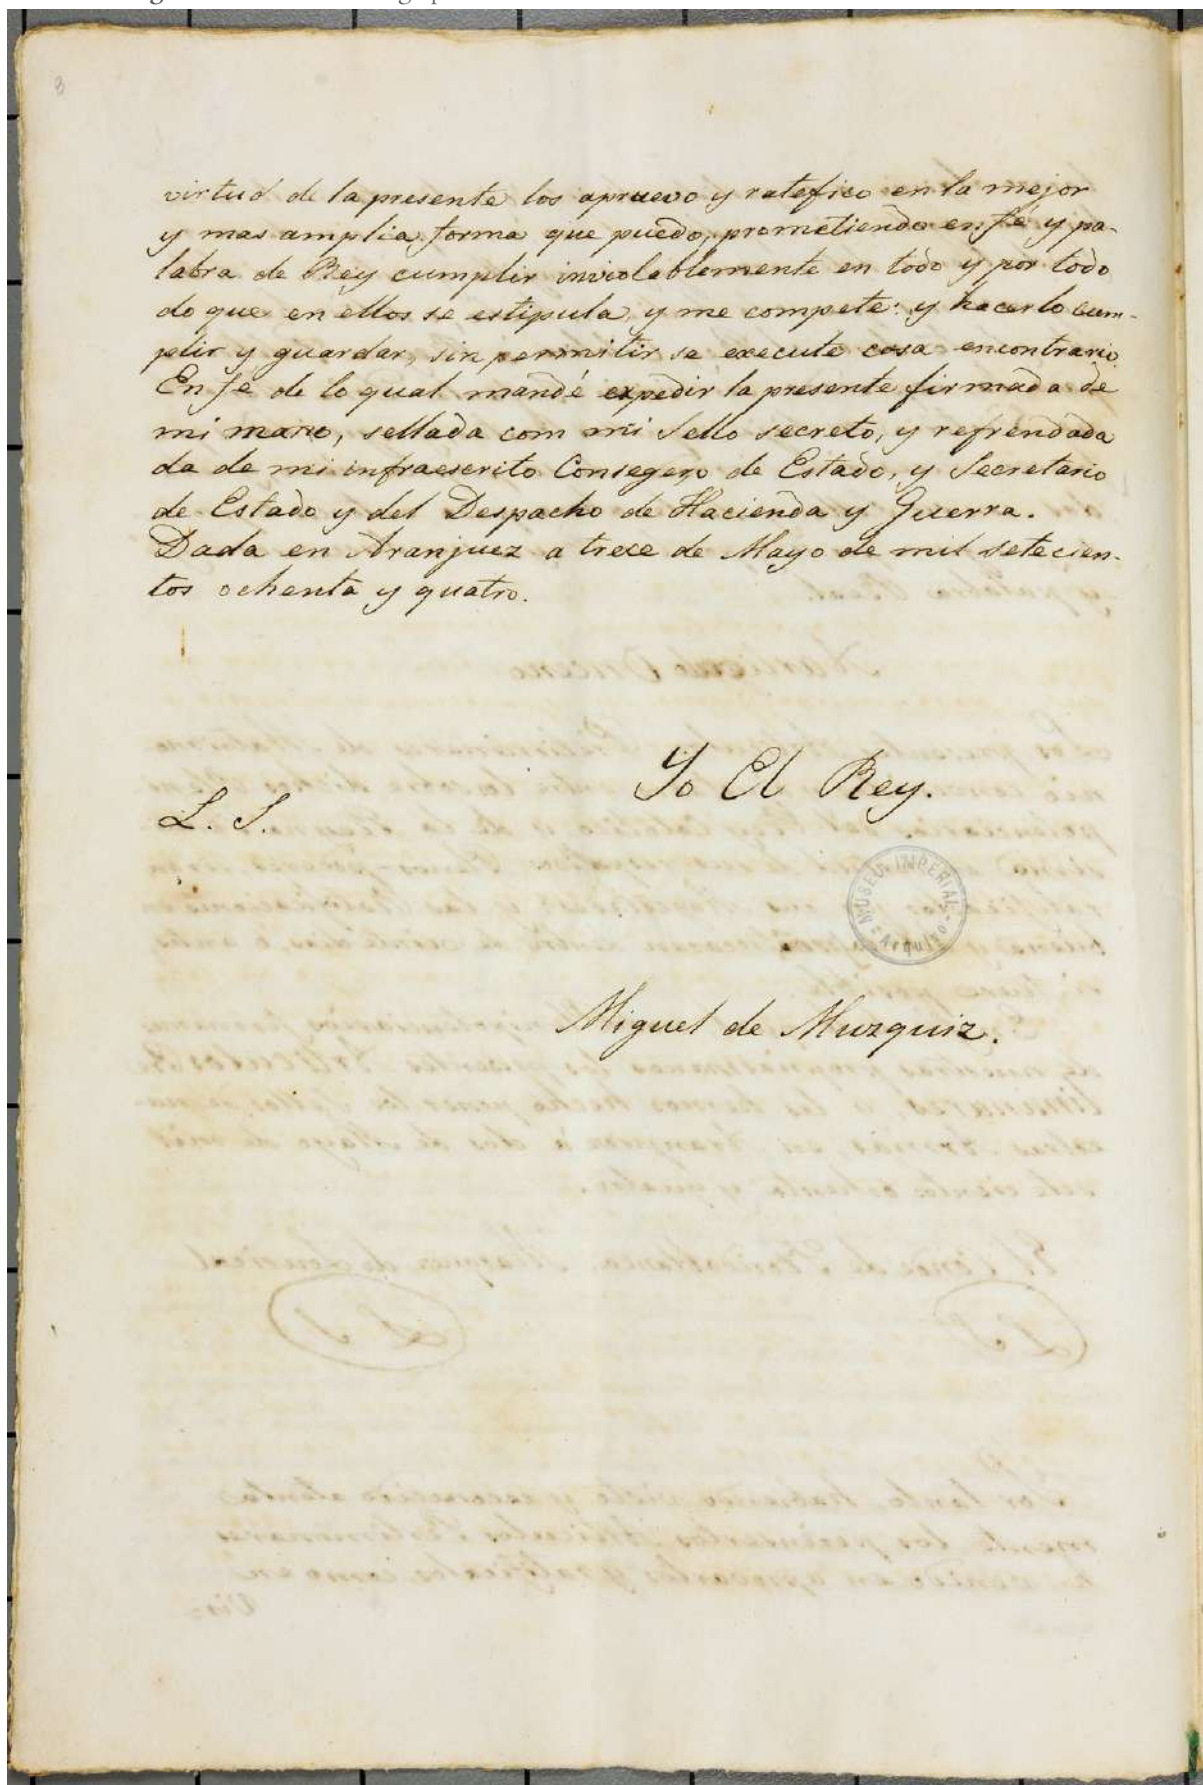 8
virtud de la presente los apruevo y ratefico en la mejor
y mas amplia forma que puedo, prometiendo en fe y pa-
labra de Rey cumplir inviolablemente en todo y por todo
do que en ellos se estipula, y me compete: y hacerlo cum-
plir y guardar, sin permitir se execute cosa encontrario.
En fe de lo qual mandé expedir la presente firmada de
mi mano, sellada com mi Sello secreto, y refrendada
da de mi infraescrito Consegero de Estado, y Secretario
de Estado y del Despacho de Hacienda y Guerra.
Dada en Aranjuez a trece de Mayo de mil setecien-
tos ochenta y quatro.
Yo El Rey.
L. S.
MUSEU IMPERIAL
Arquivo
Miguel de Muzquiz.